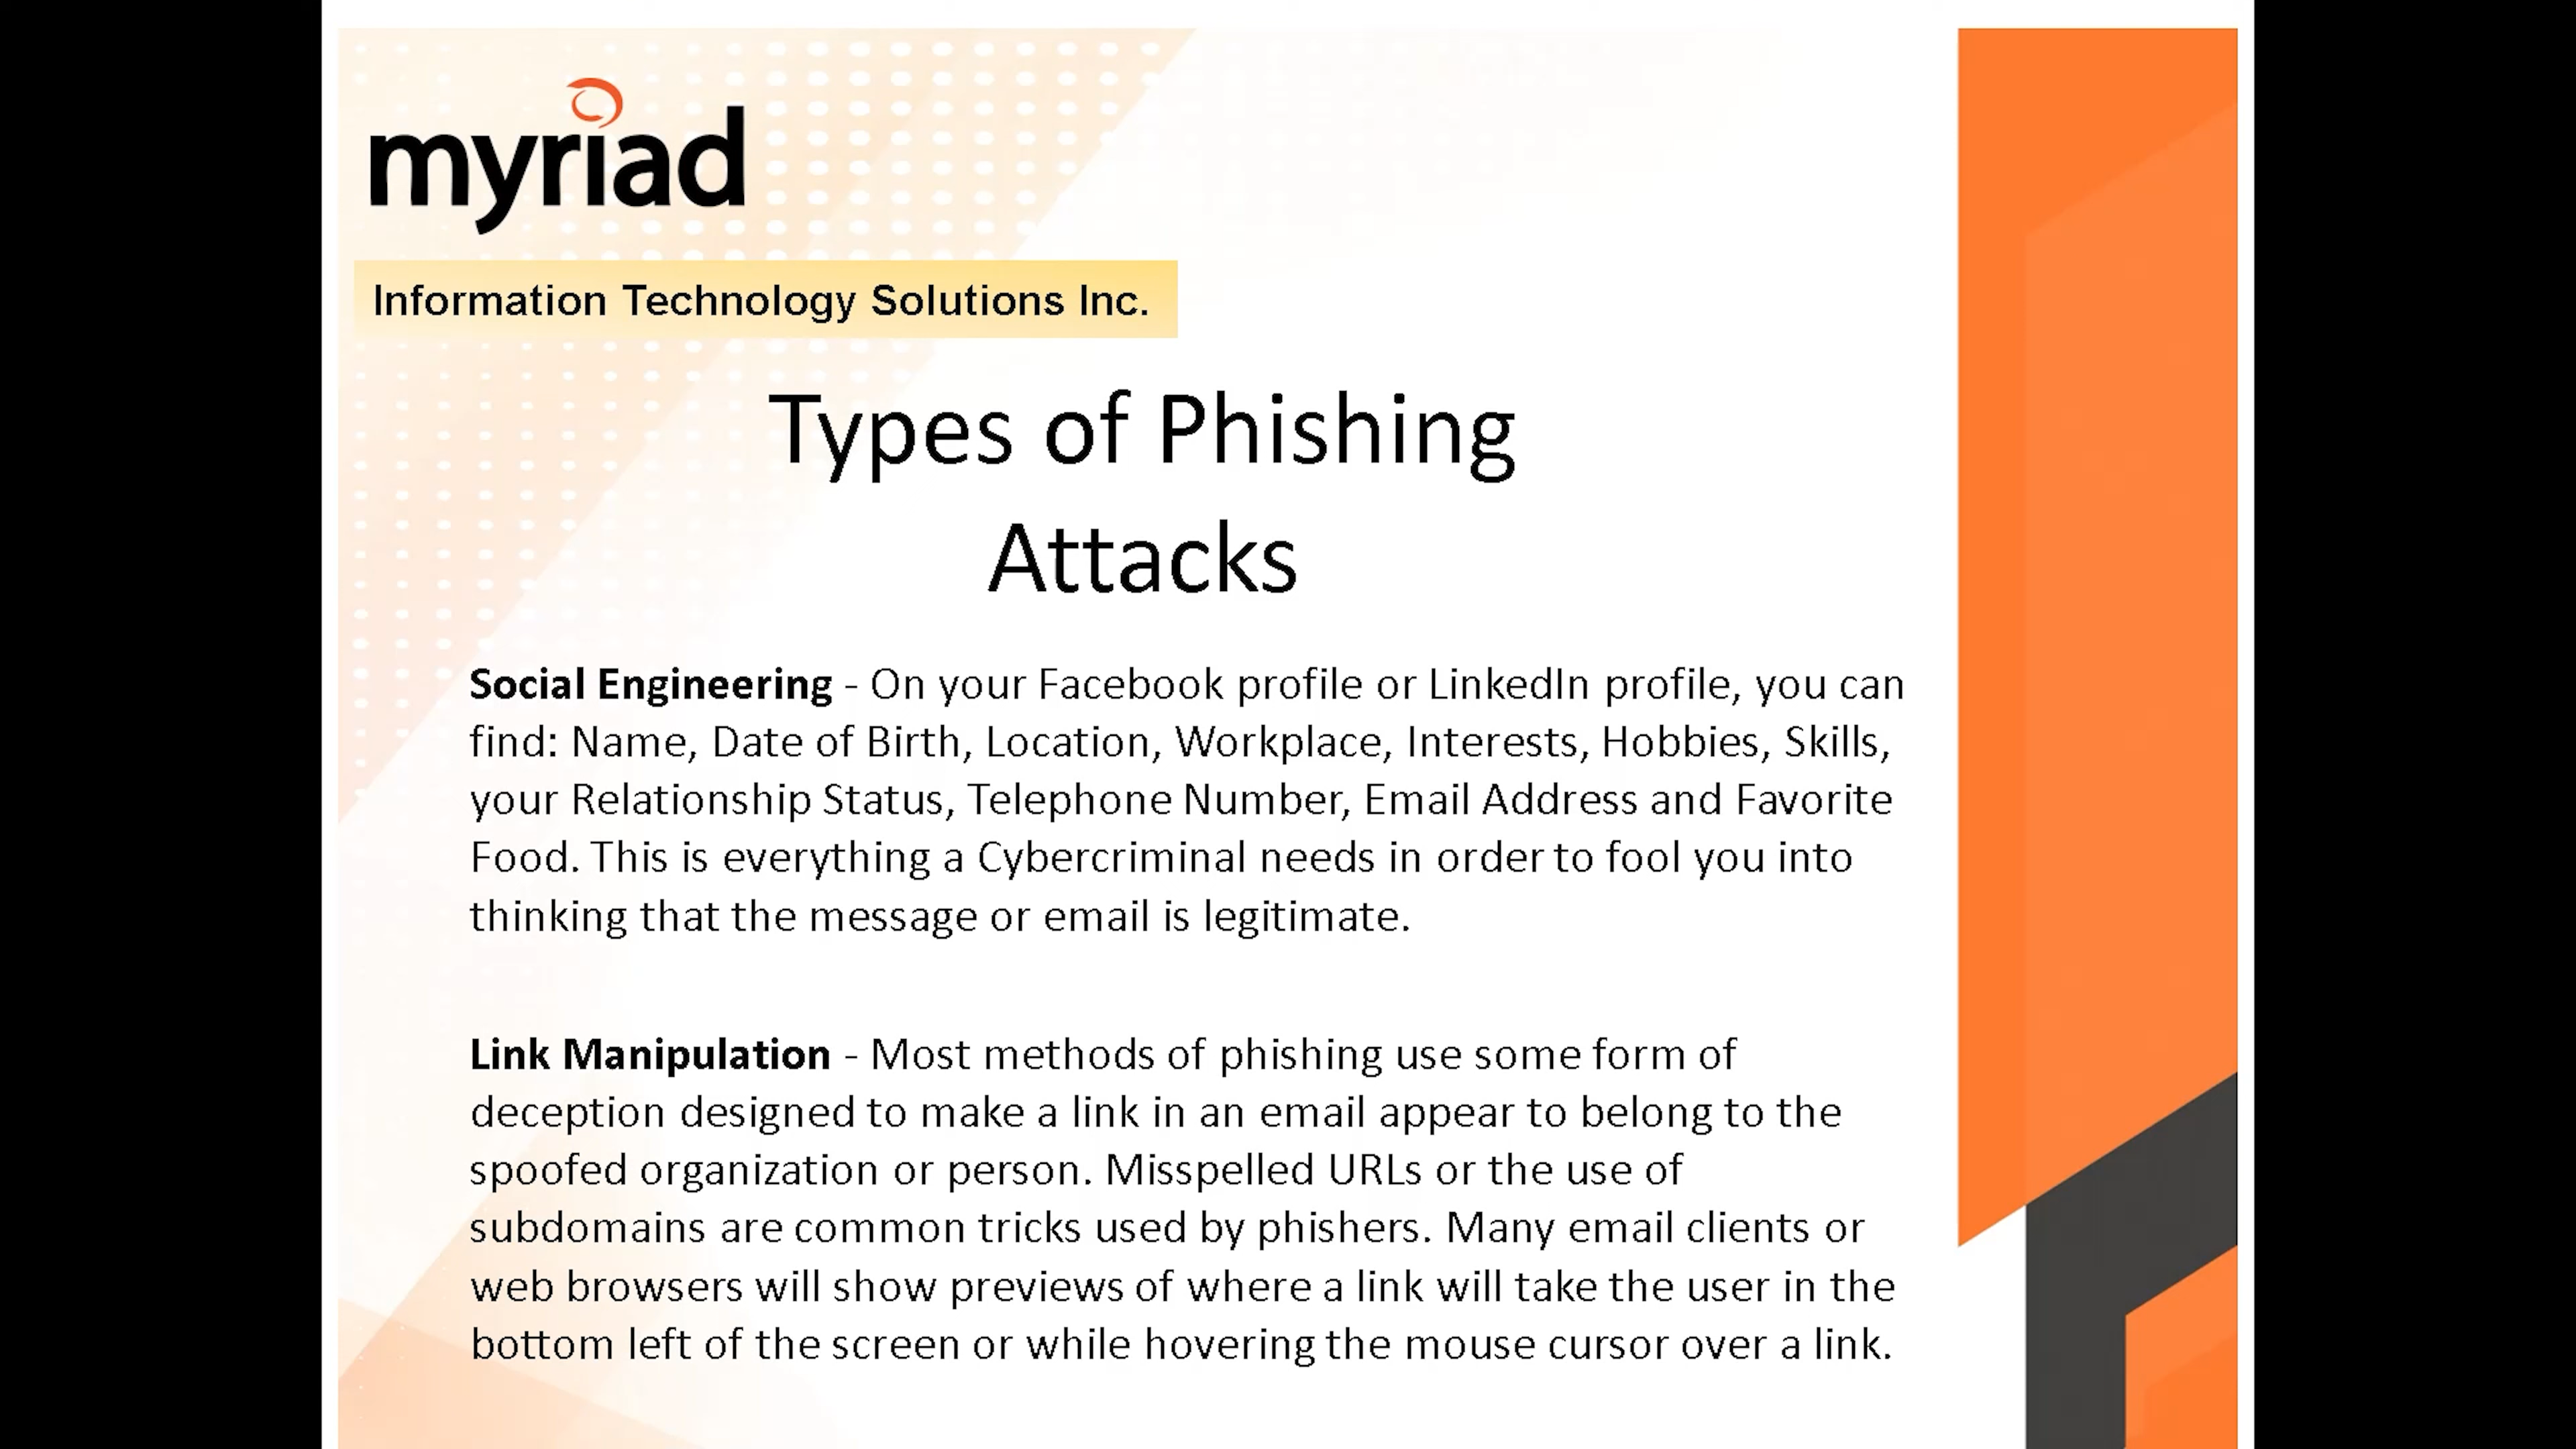 myriad
Information Technology Solutions Inc.
Types of Phishing
Attacks
Social Engineering - On your Facebook profile or LinkedIn profile, you can
find: Name, Date of Birth, Location, Workplace, Interests, Hobbies, Skills,
your Relationship Status, Telephone Number, Email Address and Favorite
Food. This is everything a Cybercriminal needs in order to fool you into
thinking that the message or email is legitimate.
Link Manipulation - Most methods of phishing use some form of
deception designed to make a link in an email appear to belong to the
spoofed organization or person. Misspelled URLs or the use of
subdomains are common tricks used by phishers. Many email clients or
web browsers will show previews of where a link will take the user in the
bottom left of the screen or while hovering the mouse cursor over a link.